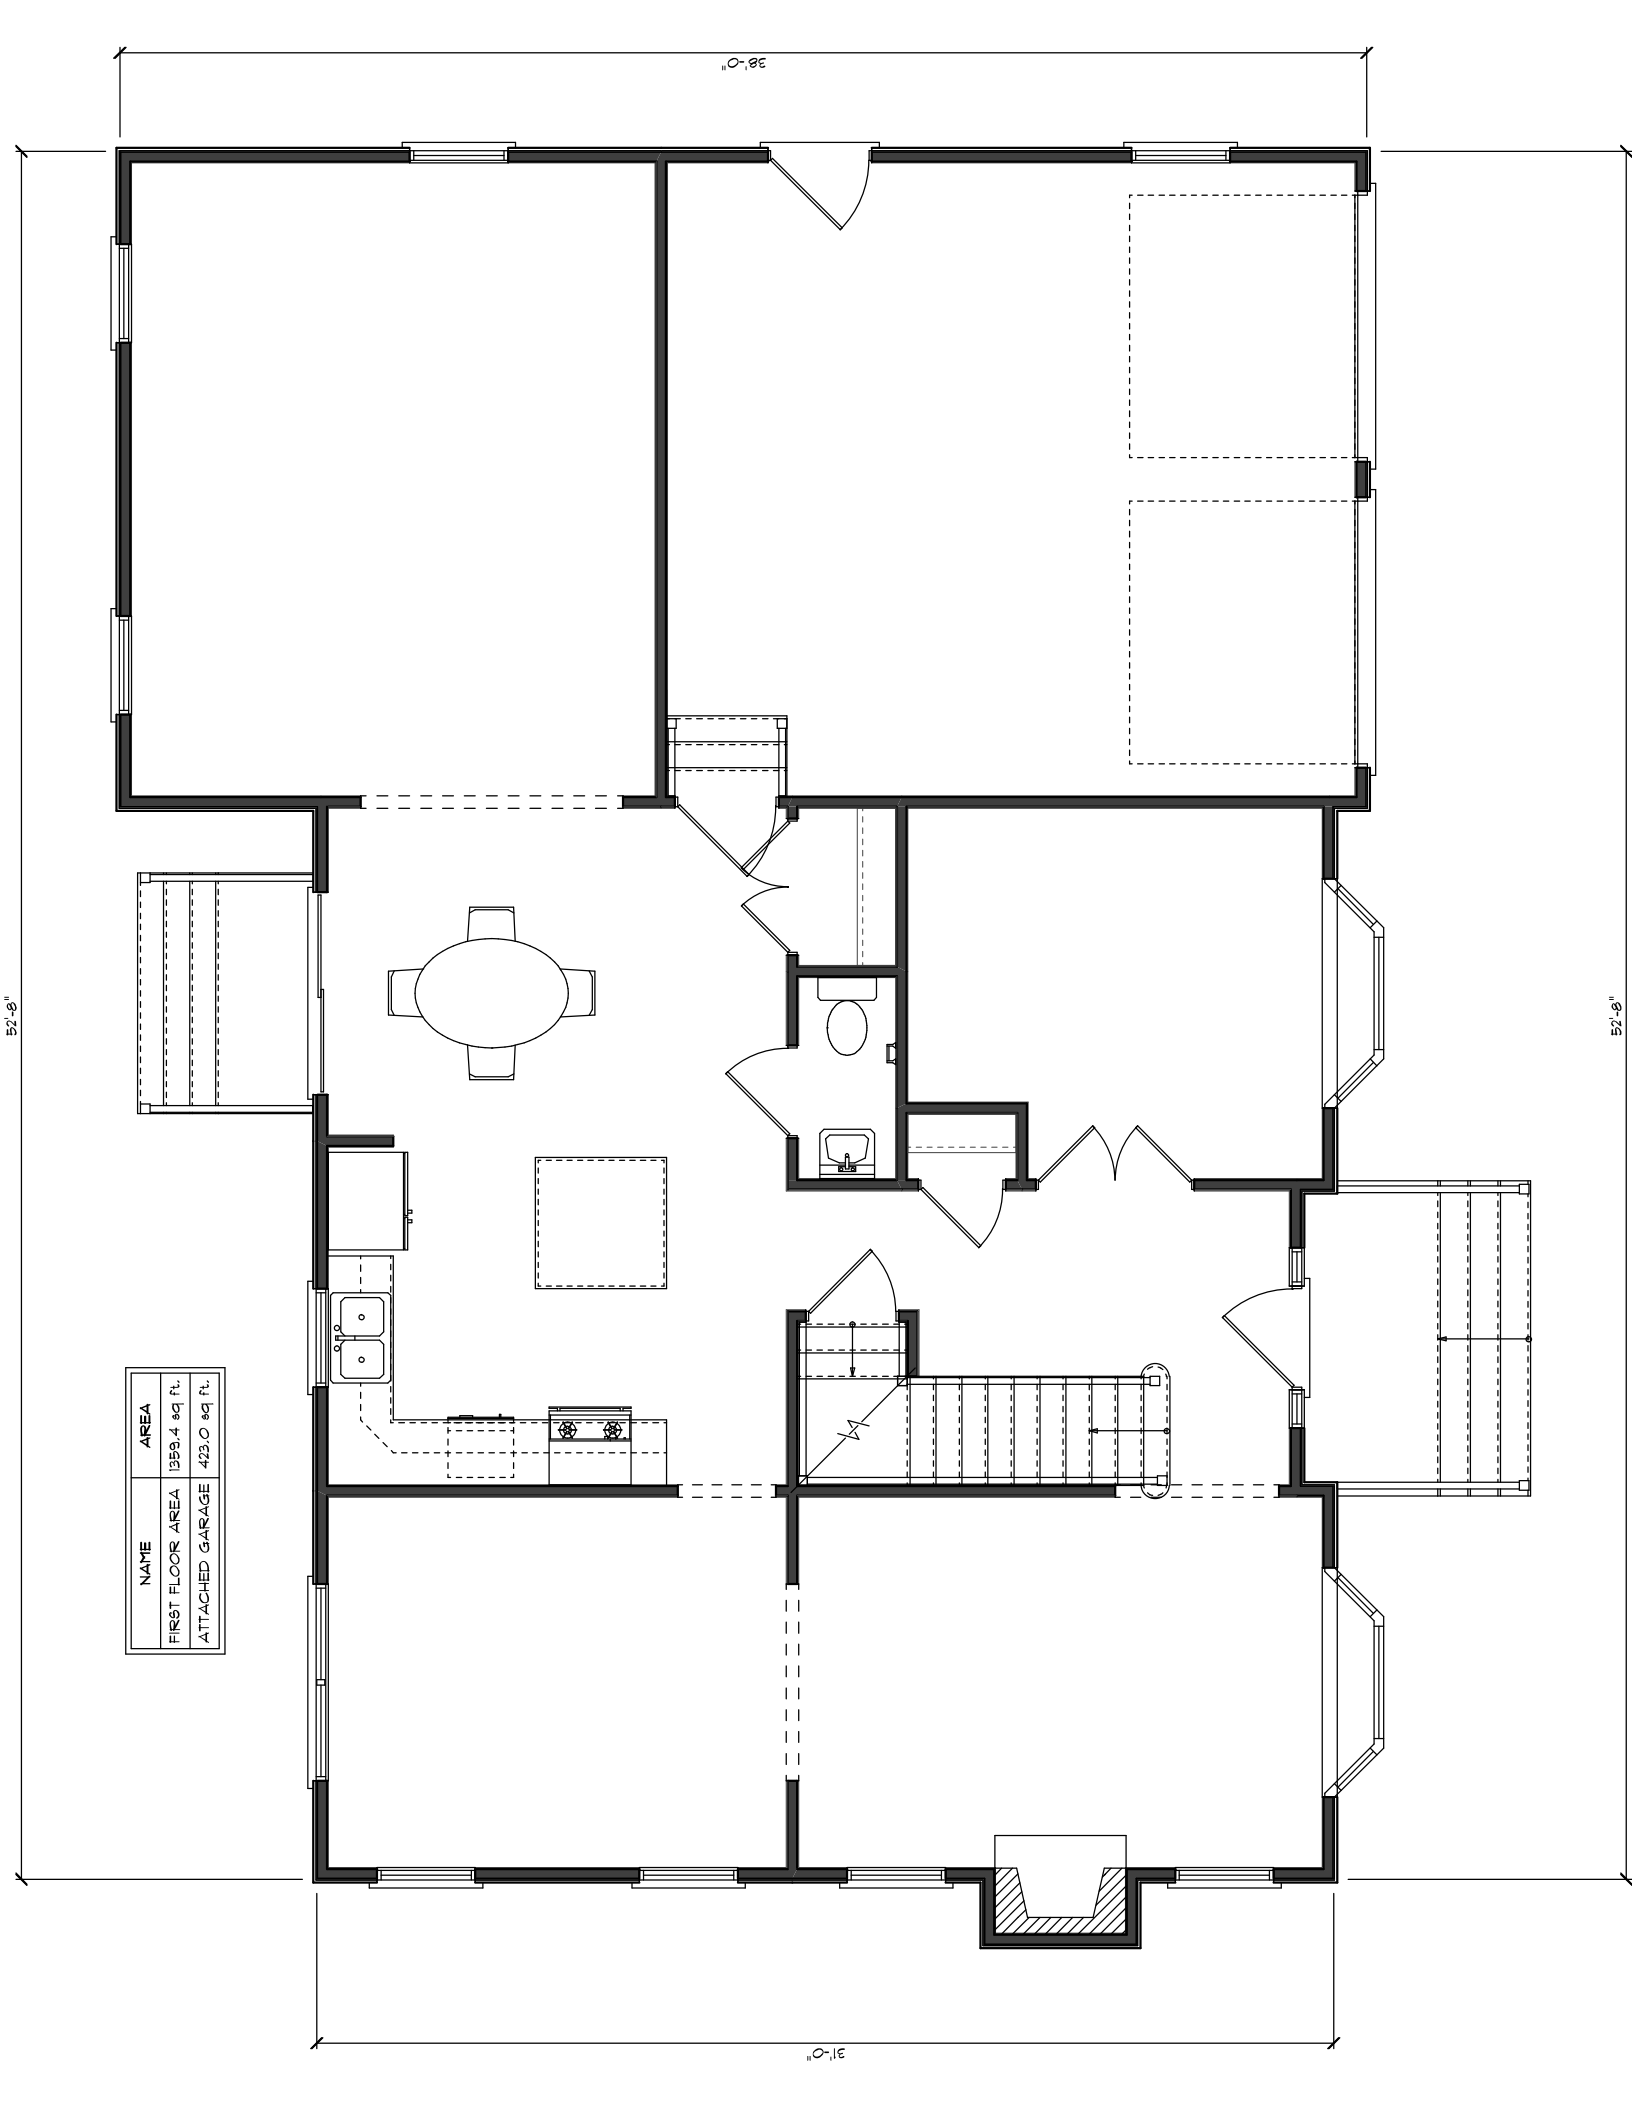 38'-0"
52'-8"
52'-8"
NAME AREA
FIRST FLOOR AREA 1359.4 sq ft.
ATTACHED GARAGE 423.0 sq ft.
31'-0"